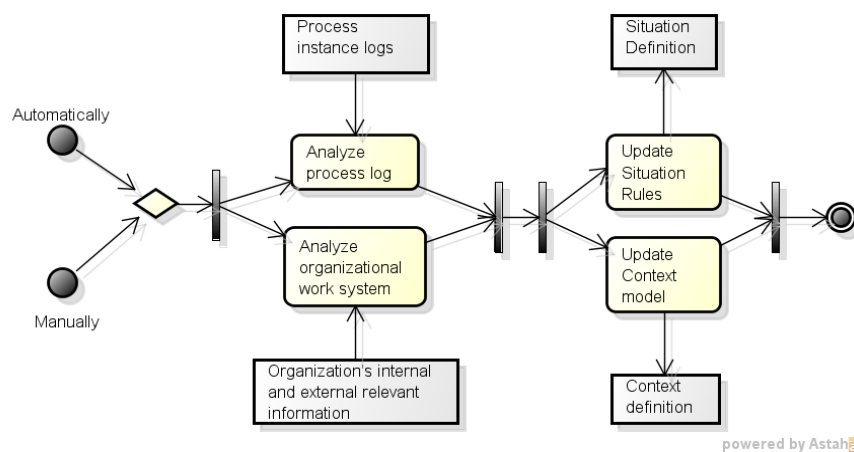 Process
instance logs
Situation
Definition
Automatically
Analyze
process log
Update
Situation
Rules
Analyze
organizational
work system
Update
Context
model
Manually
Organization's internal
and external relevant
information
Context
definition
powered by Astah